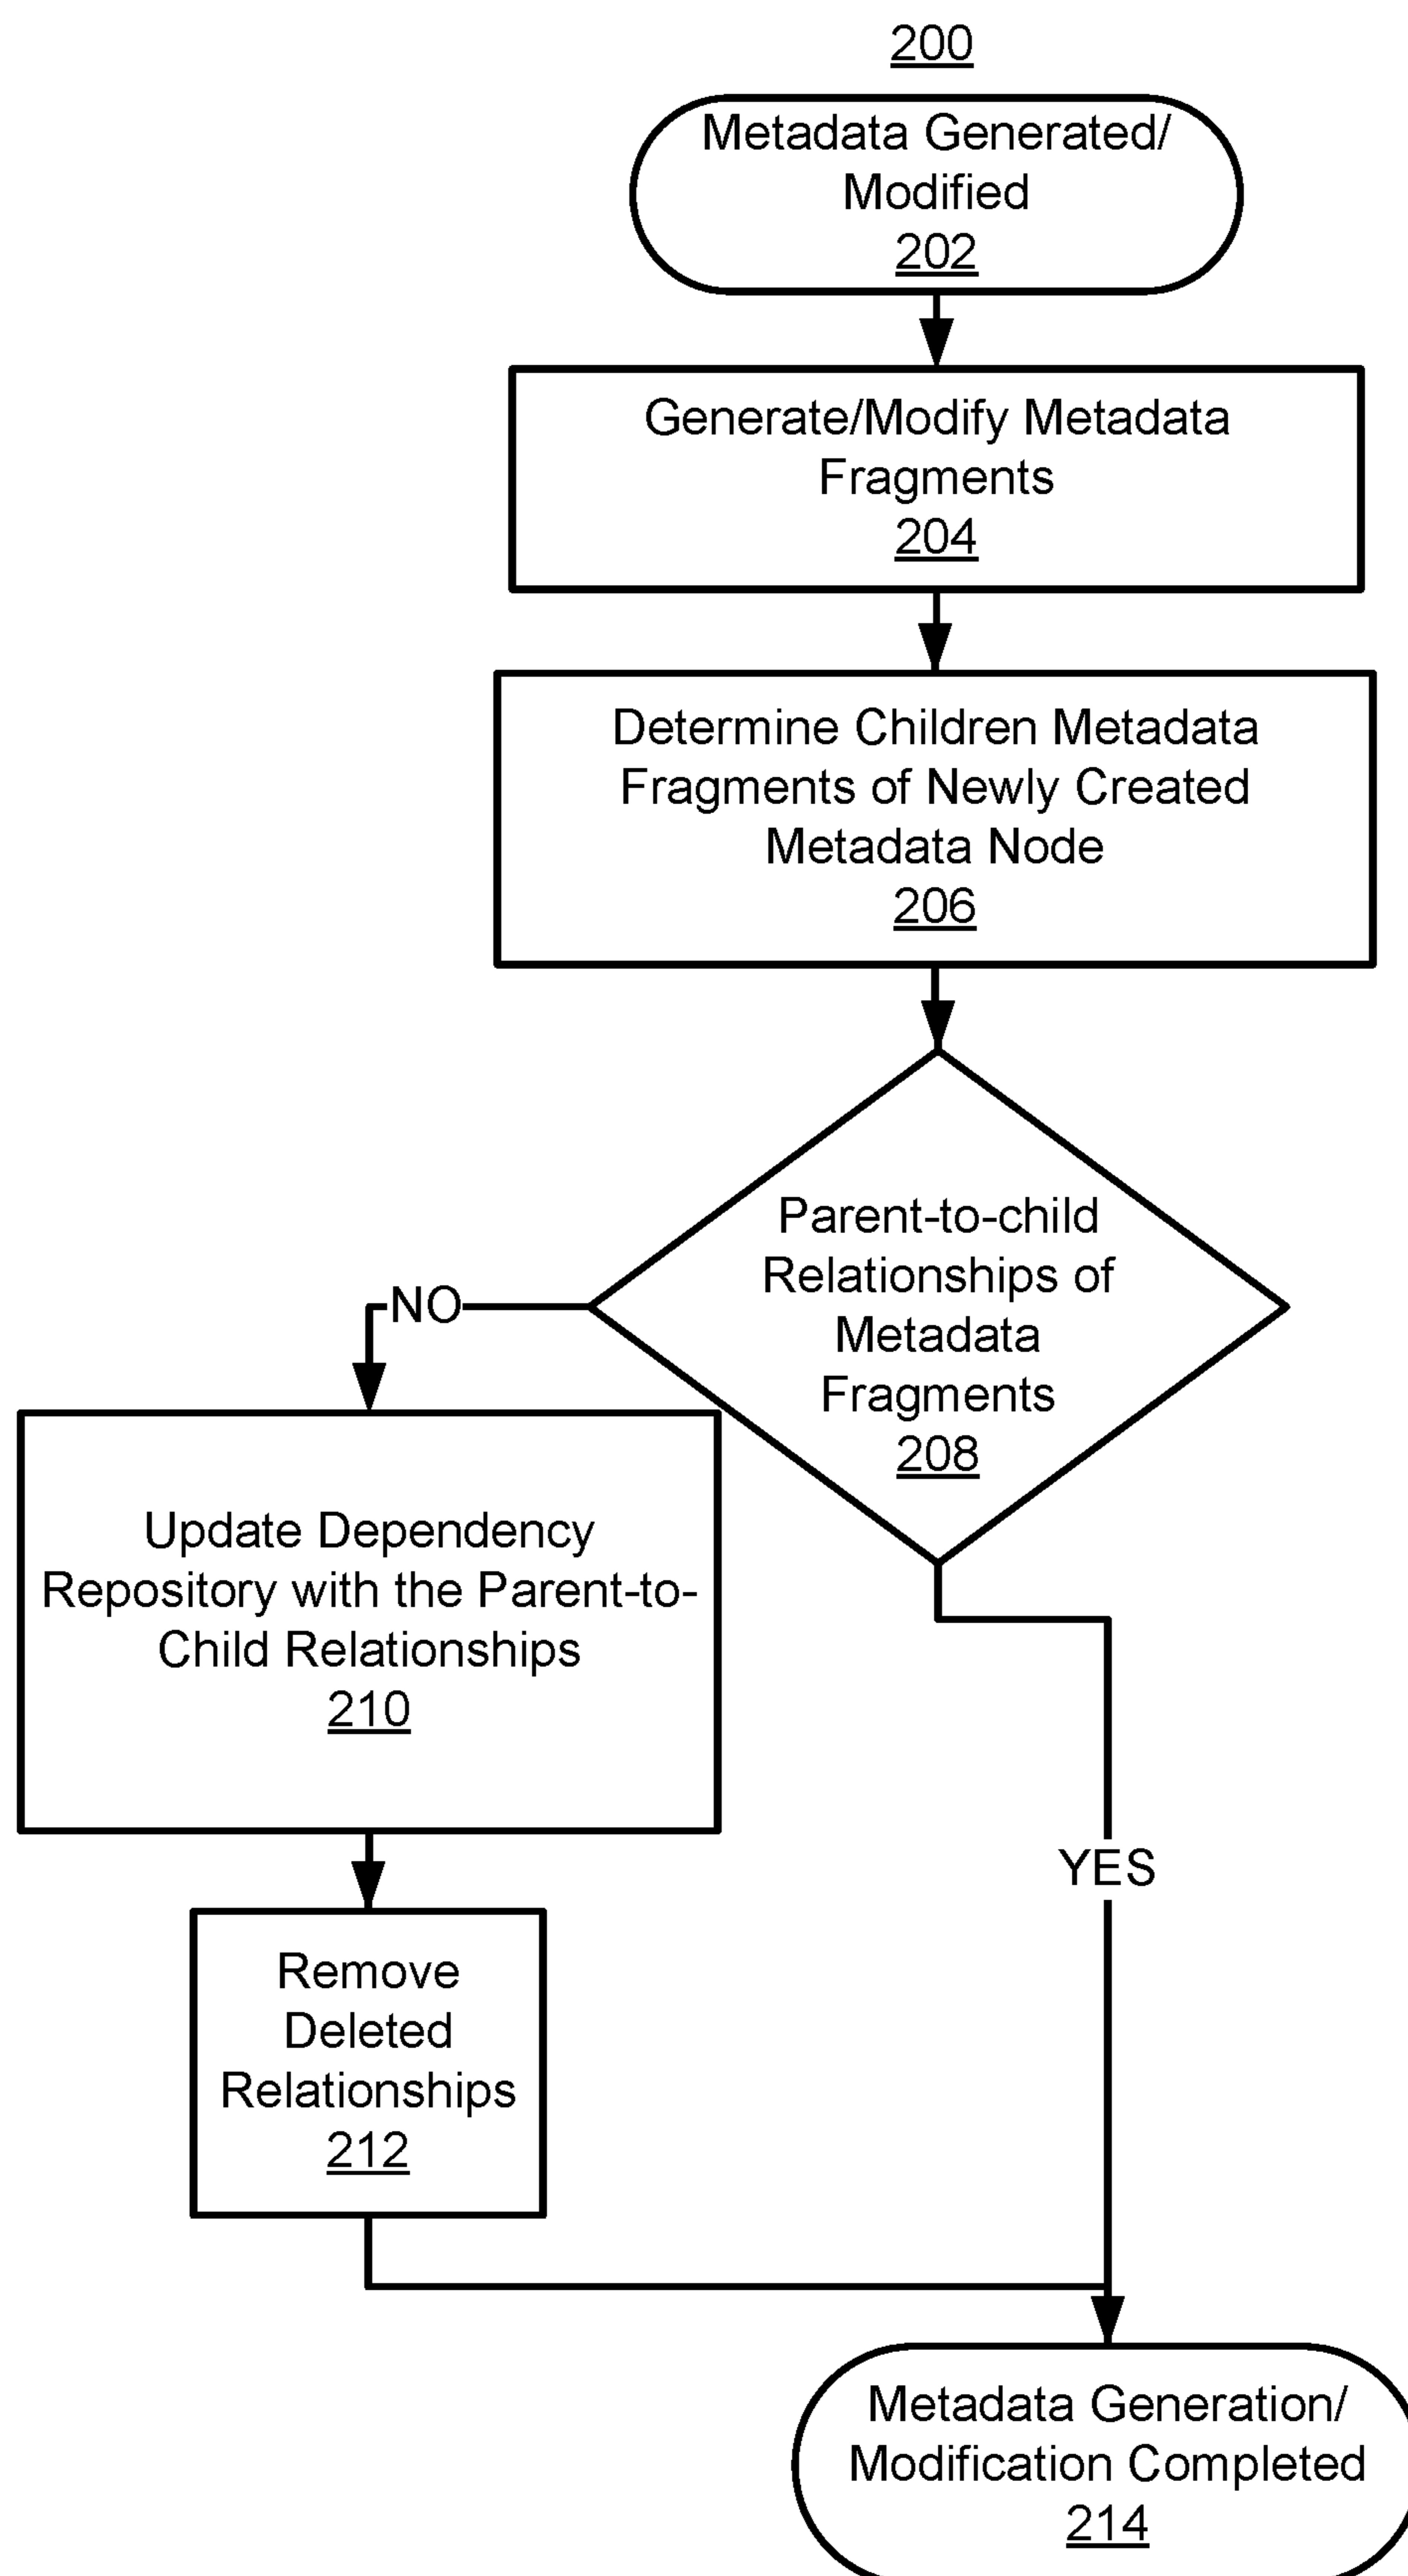 200
Metadata Generated/
Modified
202
Generate/Modify Metadata
Fragments
204
Determine Children Metadata
Fragments of Newly Created
Metadata Node
206
Parent-to-child
Relationships of
Metadata
Fragments
208
NO
Update Dependency
Repository with the Parent-to-
Child Relationships
210
YES
Remove
Deleted
Relationships
212
Metadata Generation/
Modification Completed
214